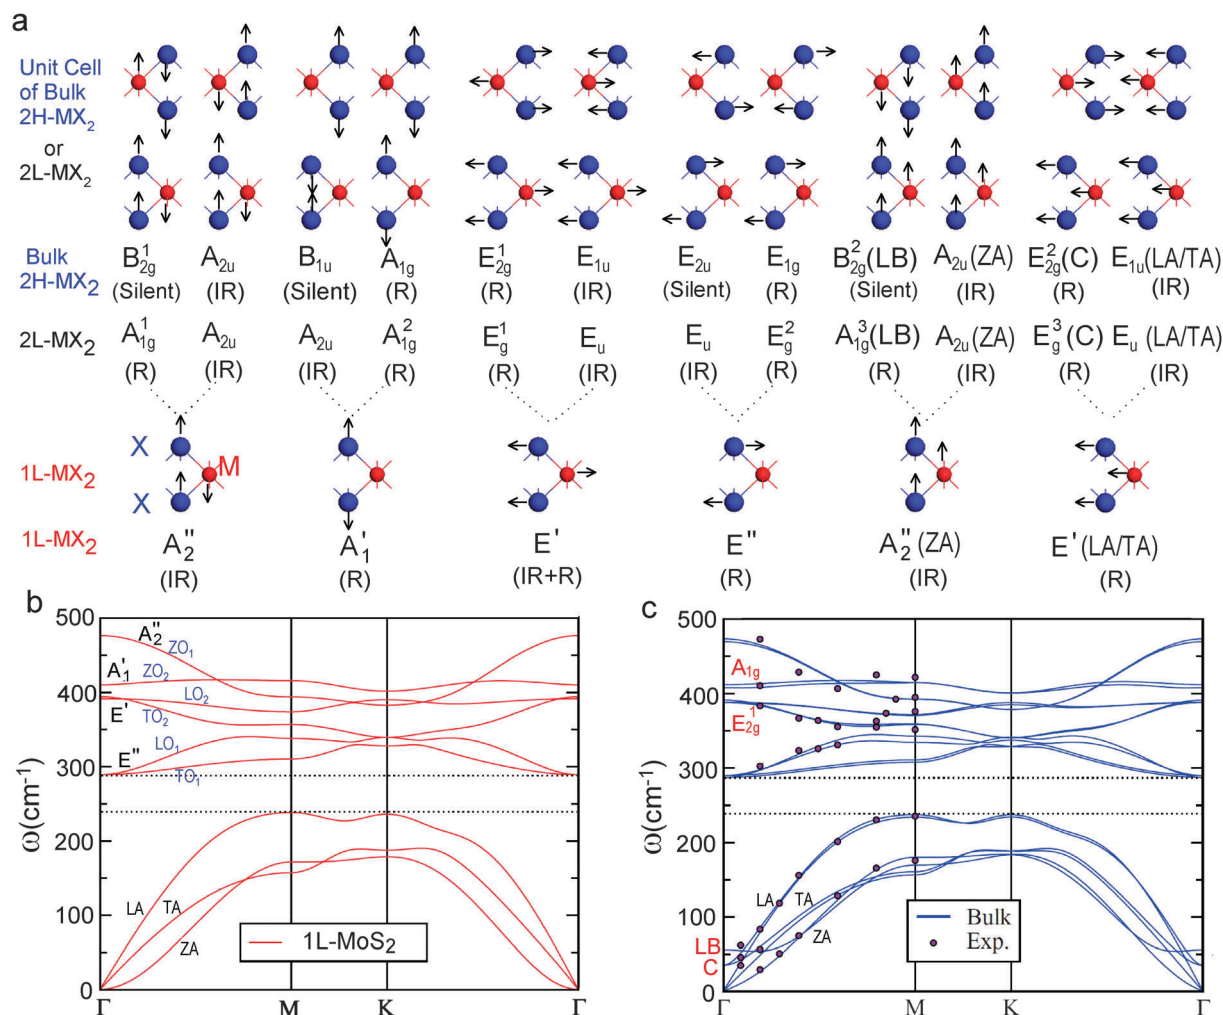 a
Unit Cell
of Bulk
2H-MX₂
or
2L-MX₂
Bulk
2H-MX₂
B¹₂g A₂ᵤ B₁ᵤ A₁g E¹₂g E₁ᵤ E₂ᵤ E₁g B²₂g(LB) A₂ᵤ(ZA) E²₂g(C) E₁ᵤ(LA/TA)
(Silent) (IR) (Silent) (R) (R) (IR) (Silent) (R) (Silent) (IR) (R) (IR)
2L-MX₂ A¹₁g A₂ᵤ A₂ᵤ A²₁g E¹g Eᵤ Eᵤ E²g A³₁g(LB) A₂ᵤ(ZA) E³g(C) Eᵤ (LA/TA)
(R) (IR) (IR) (R) (R) (IR) (IR) (R) (R) (IR) (R) (IR)
X
M
1L-MX₂
X
1L-MX₂ A₂'' A₁' E' E'' A₂''(ZA) E' (LA/TA)
(IR) (R) (IR+R) (R) (IR) (R)
b
500
400
300
200
100
0
ω(cm⁻¹)
A₂''
ZO₁
A₁'
ZO₂
LO₂
E'
TO₂
LO₁
E''
TO₁
LA
TA
ZA
1L-MoS₂
Γ M K Γ
c
500
400
300
200
100
0
ω(cm⁻¹)
A₁g
E¹₂g
LA
TA
ZA
LB
C
Bulk
Exp.
Γ M K Γ